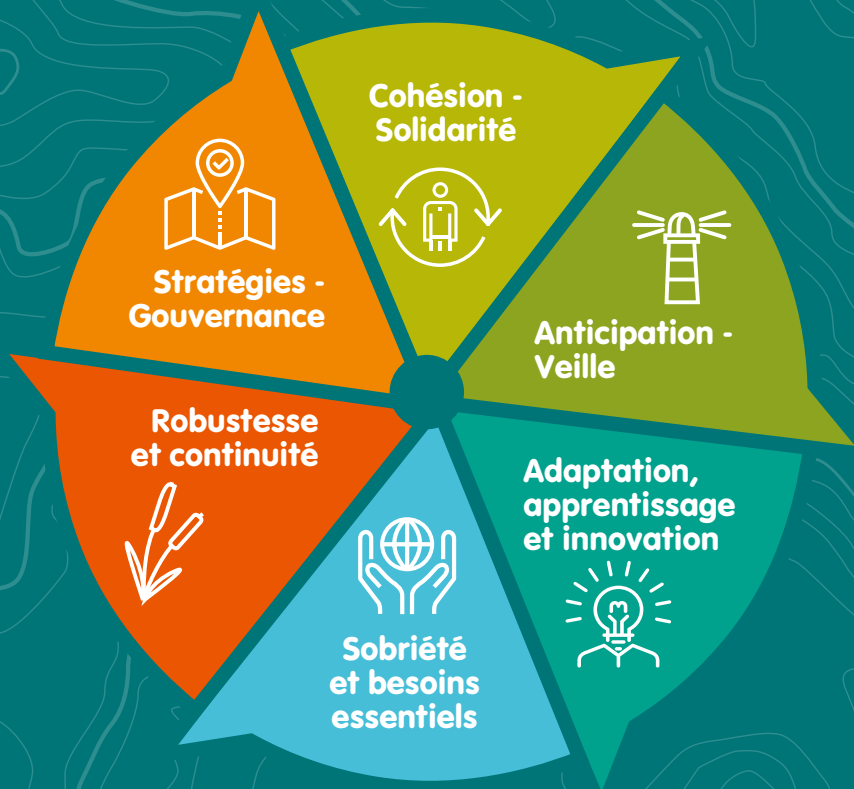 Cohésion -
Solidarité
Anticipation -
Veille
Adaptation,
apprentissage
et innovation
Sobriété
et besoins
essentiels
Robustesse
et continuité
Stratégies -
Gouvernance